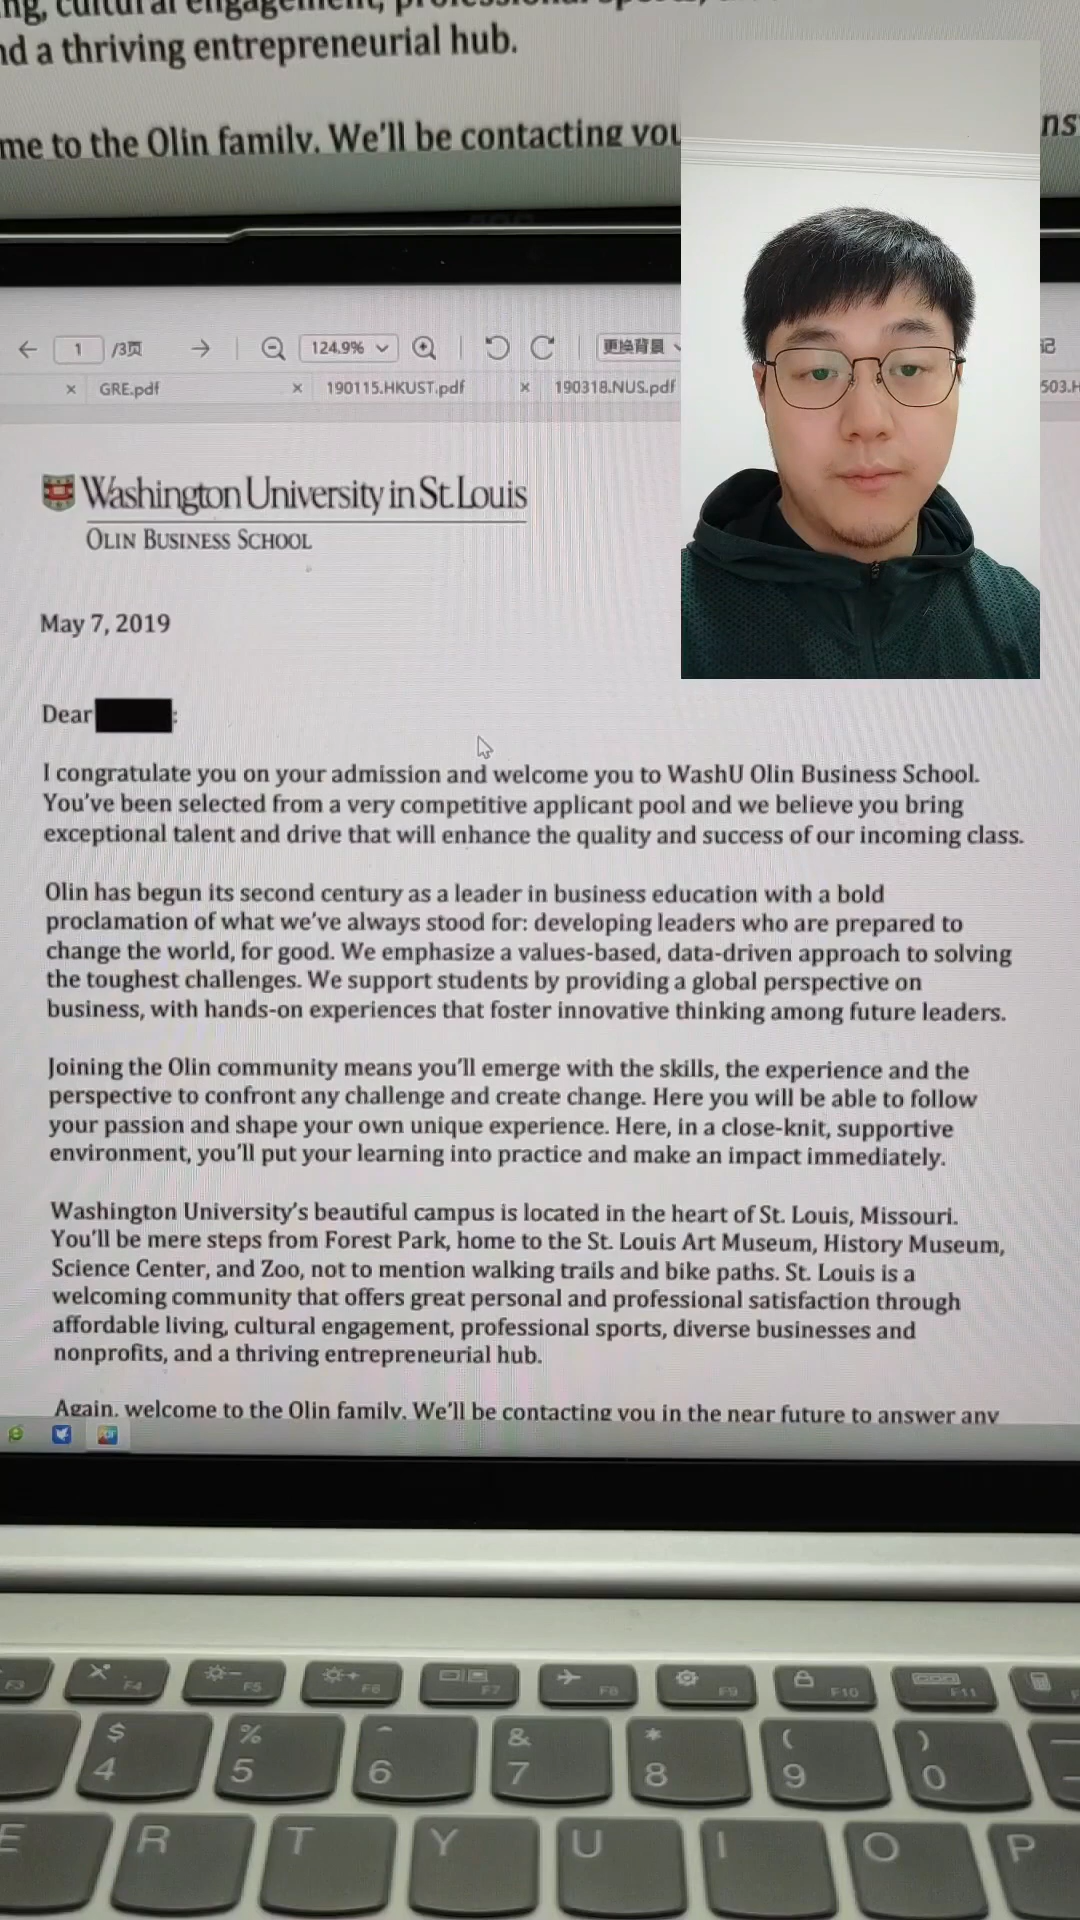 ng, cultural engagement, professional
nd a thriving entrepreneurial hub.
me to the Olin family. We'll be contacting you
1 /3页 124.9% 更换背景
GRE.pdf × 190115.HKUST.pdf × 190318.NUS.pdf 503.H
Washington University in St. Louis
OLIN BUSINESS SCHOOL
May 7, 2019
Dear :
I congratulate you on your admission and welcome you to WashU Olin Business School.
You've been selected from a very competitive applicant pool and we believe you bring
exceptional talent and drive that will enhance the quality and success of our incoming class.
Olin has begun its second century as a leader in business education with a bold
proclamation of what we've always stood for: developing leaders who are prepared to
change the world, for good. We emphasize a values-based, data-driven approach to solving
the toughest challenges. We support students by providing a global perspective on
business, with hands-on experiences that foster innovative thinking among future leaders.
Joining the Olin community means you'll emerge with the skills, the experience and the
perspective to confront any challenge and create change. Here you will be able to follow
your passion and shape your own unique experience. Here, in a close-knit, supportive
environment, you'll put your learning into practice and make an impact immediately.
Washington University's beautiful campus is located in the heart of St. Louis, Missouri.
You'll be mere steps from Forest Park, home to the St. Louis Art Museum, History Museum,
Science Center, and Zoo, not to mention walking trails and bike paths. St. Louis is a
welcoming community that offers great personal and professional satisfaction through
affordable living, cultural engagement, professional sports, diverse businesses and
nonprofits, and a thriving entrepreneurial hub.
Again, welcome to the Olin family. We'll be contacting you in the near future to answer any
F3 F4 F5 F6 F7 F8 F9 F10 F11
$ % ^ & * ( )
4 5 6 7 8 9 0
E R T Y U I O P